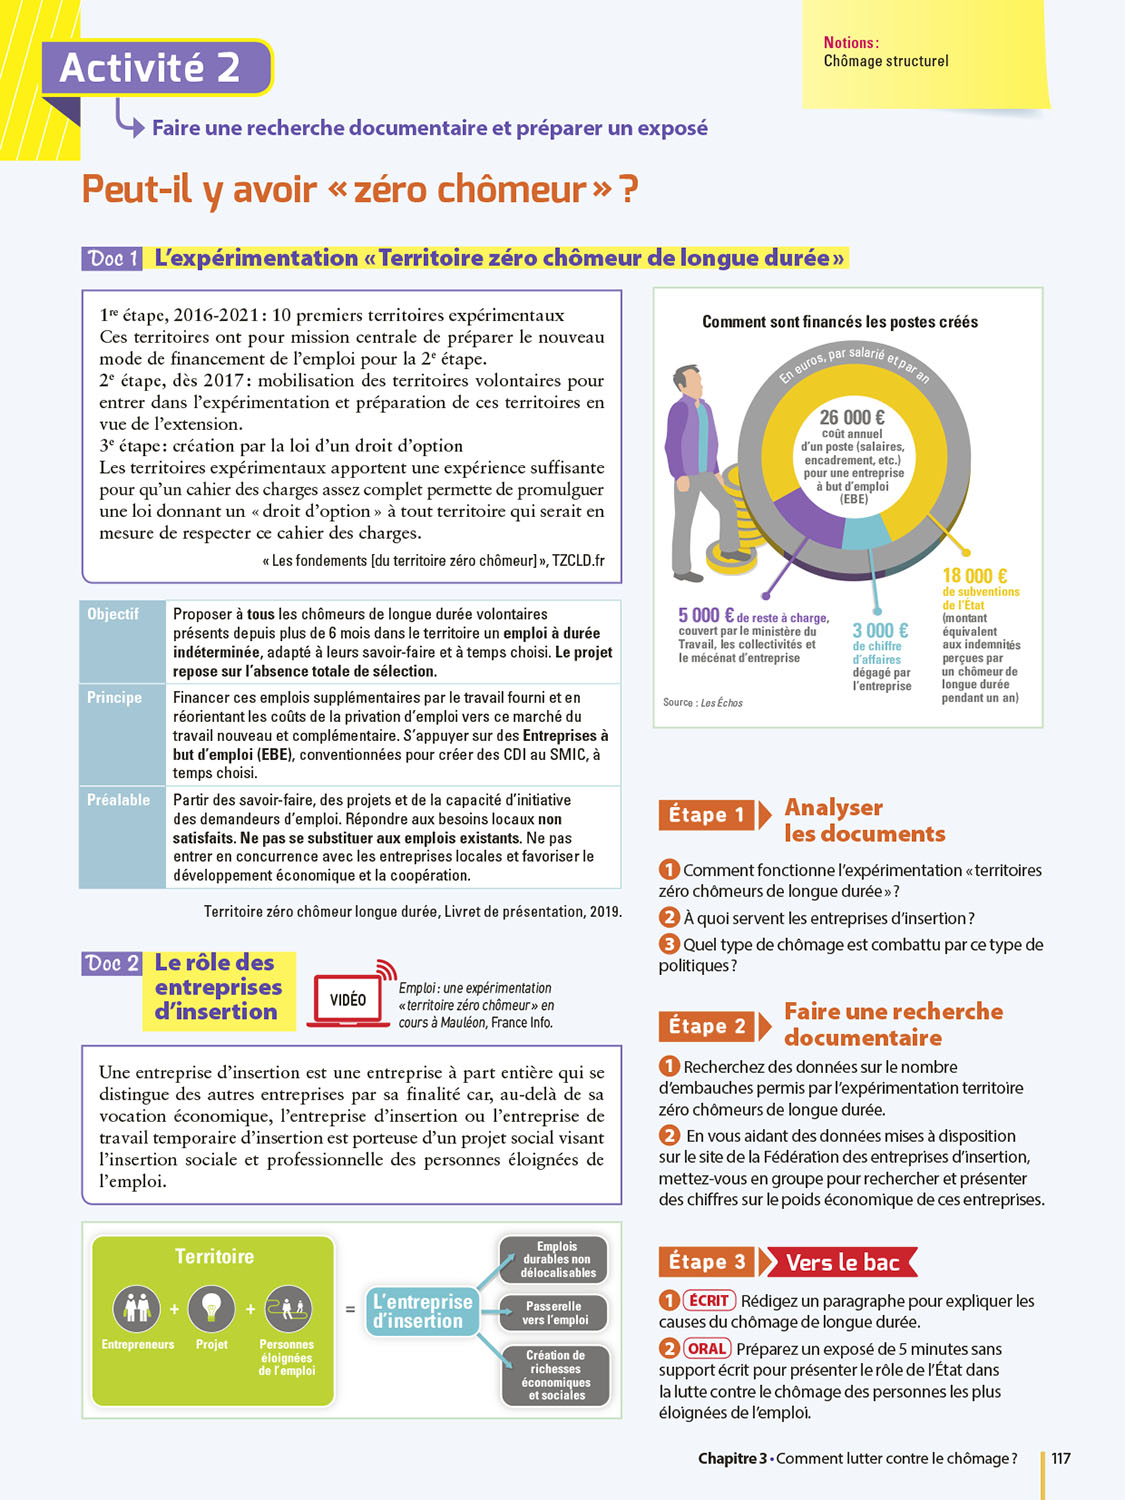 Notions :
Chômage structurel
Activité 2
Faire une recherche documentaire et préparer un exposé
Peut-il y avoir « zéro chômeur » ?
Doc 1 L’expérimentation « Territoire zéro chômeur de longue durée »
1re étape, 2016-2021 : 10 premiers territoires expérimentaux
Ces territoires ont pour mission centrale de préparer le nouveau
mode de financement de l’emploi pour la 2e étape.
2e étape, dès 2017 : mobilisation des territoires volontaires pour
entrer dans l’expérimentation et préparation de ces territoires en
vue de l’extension.
3e étape : création par la loi d’un droit d’option
Les territoires expérimentaux apportent une expérience suffisante
pour qu’un cahier des charges assez complet permette de promulguer
une loi donnant un « droit d’option » à tout territoire qui serait en
mesure de respecter ce cahier des charges.
« Les fondements [du territoire zéro chômeur] », TZCLD.fr
Objectif
Proposer à tous les chômeurs de longue durée volontaires
présents depuis plus de 6 mois dans le territoire un emploi à durée
indéterminée, adapté à leurs savoir-faire et à temps choisi. Le projet
repose sur l’absence totale de sélection.
Principe
Financer ces emplois supplémentaires par le travail fourni et en
réorientant les coûts de la privation d’emploi vers ce marché du
travail nouveau et complémentaire. S’appuyer sur des Entreprises à
but d’emploi (EBE), conventionnées pour créer des CDI au SMIC, à
temps choisi.
Préalable
Partir des savoir-faire, des projets et de la capacité d’initiative
des demandeurs d’emploi. Répondre aux besoins locaux non
satisfaits. Ne pas se substituer aux emplois existants. Ne pas
entrer en concurrence avec les entreprises locales et favoriser le
développement économique et la coopération.
Territoire zéro chômeur longue durée, Livret de présentation, 2019.
Comment sont financés les postes créés
En euros, par salarié et par an
26 000 €
coût annuel
d’un poste (salaires,
encadrement, etc.)
pour une entreprise
à but d’emploi
(EBE)
5 000 € de reste à charge,
couvert par le ministère du
Travail, les collectivités et
le mécénat d’entreprise
3 000 €
de chiffre
d’affaires
dégagé par
l’entreprise
18 000 €
de subventions
de l’État
(montant
équivalent
aux indemnités
perçues par
un chômeur de
longue durée
pendant un an)
Source : Les Échos
Doc 2 Le rôle des
entreprises
d’insertion
VIDÉO
Emploi : une expérimentation
« territoire zéro chômeur » en
cours à Mauléon, France Info.
Une entreprise d’insertion est une entreprise à part entière qui se
distingue des autres entreprises par sa finalité car, au-delà de sa
vocation économique, l’entreprise d’insertion ou l’entreprise de
travail temporaire d’insertion est porteuse d’un projet social visant
l’insertion sociale et professionnelle des personnes éloignées de
l’emploi.
Territoire
+
+
=
Entrepreneurs
Projet
Personnes
éloignées
de l’emploi
L’entreprise
d’insertion
Emplois
durables non
délocalisables
Passerelle
vers l’emploi
Création de
richesses
économiques
et sociales
Étape 1 Analyser
les documents
1 Comment fonctionne l’expérimentation « territoires
zéro chômeurs de longue durée » ?
2 À quoi servent les entreprises d’insertion ?
3 Quel type de chômage est combattu par ce type de
politiques ?
Étape 2 Faire une recherche
documentaire
1 Recherchez des données sur le nombre
d’embauches permis par l’expérimentation territoire
zéro chômeurs de longue durée.
2 En vous aidant des données mises à disposition
sur le site de la Fédération des entreprises d’insertion,
mettez-vous en groupe pour rechercher et présenter
des chiffres sur le poids économique de ces entreprises.
Étape 3 Vers le bac
1 ÉCRIT Rédigez un paragraphe pour expliquer les
causes du chômage de longue durée.
2 ORAL Préparez un exposé de 5 minutes sans
support écrit pour présenter le rôle de l’État dans
la lutte contre le chômage des personnes les plus
éloignées de l’emploi.
Chapitre 3 • Comment lutter contre le chômage ? 117